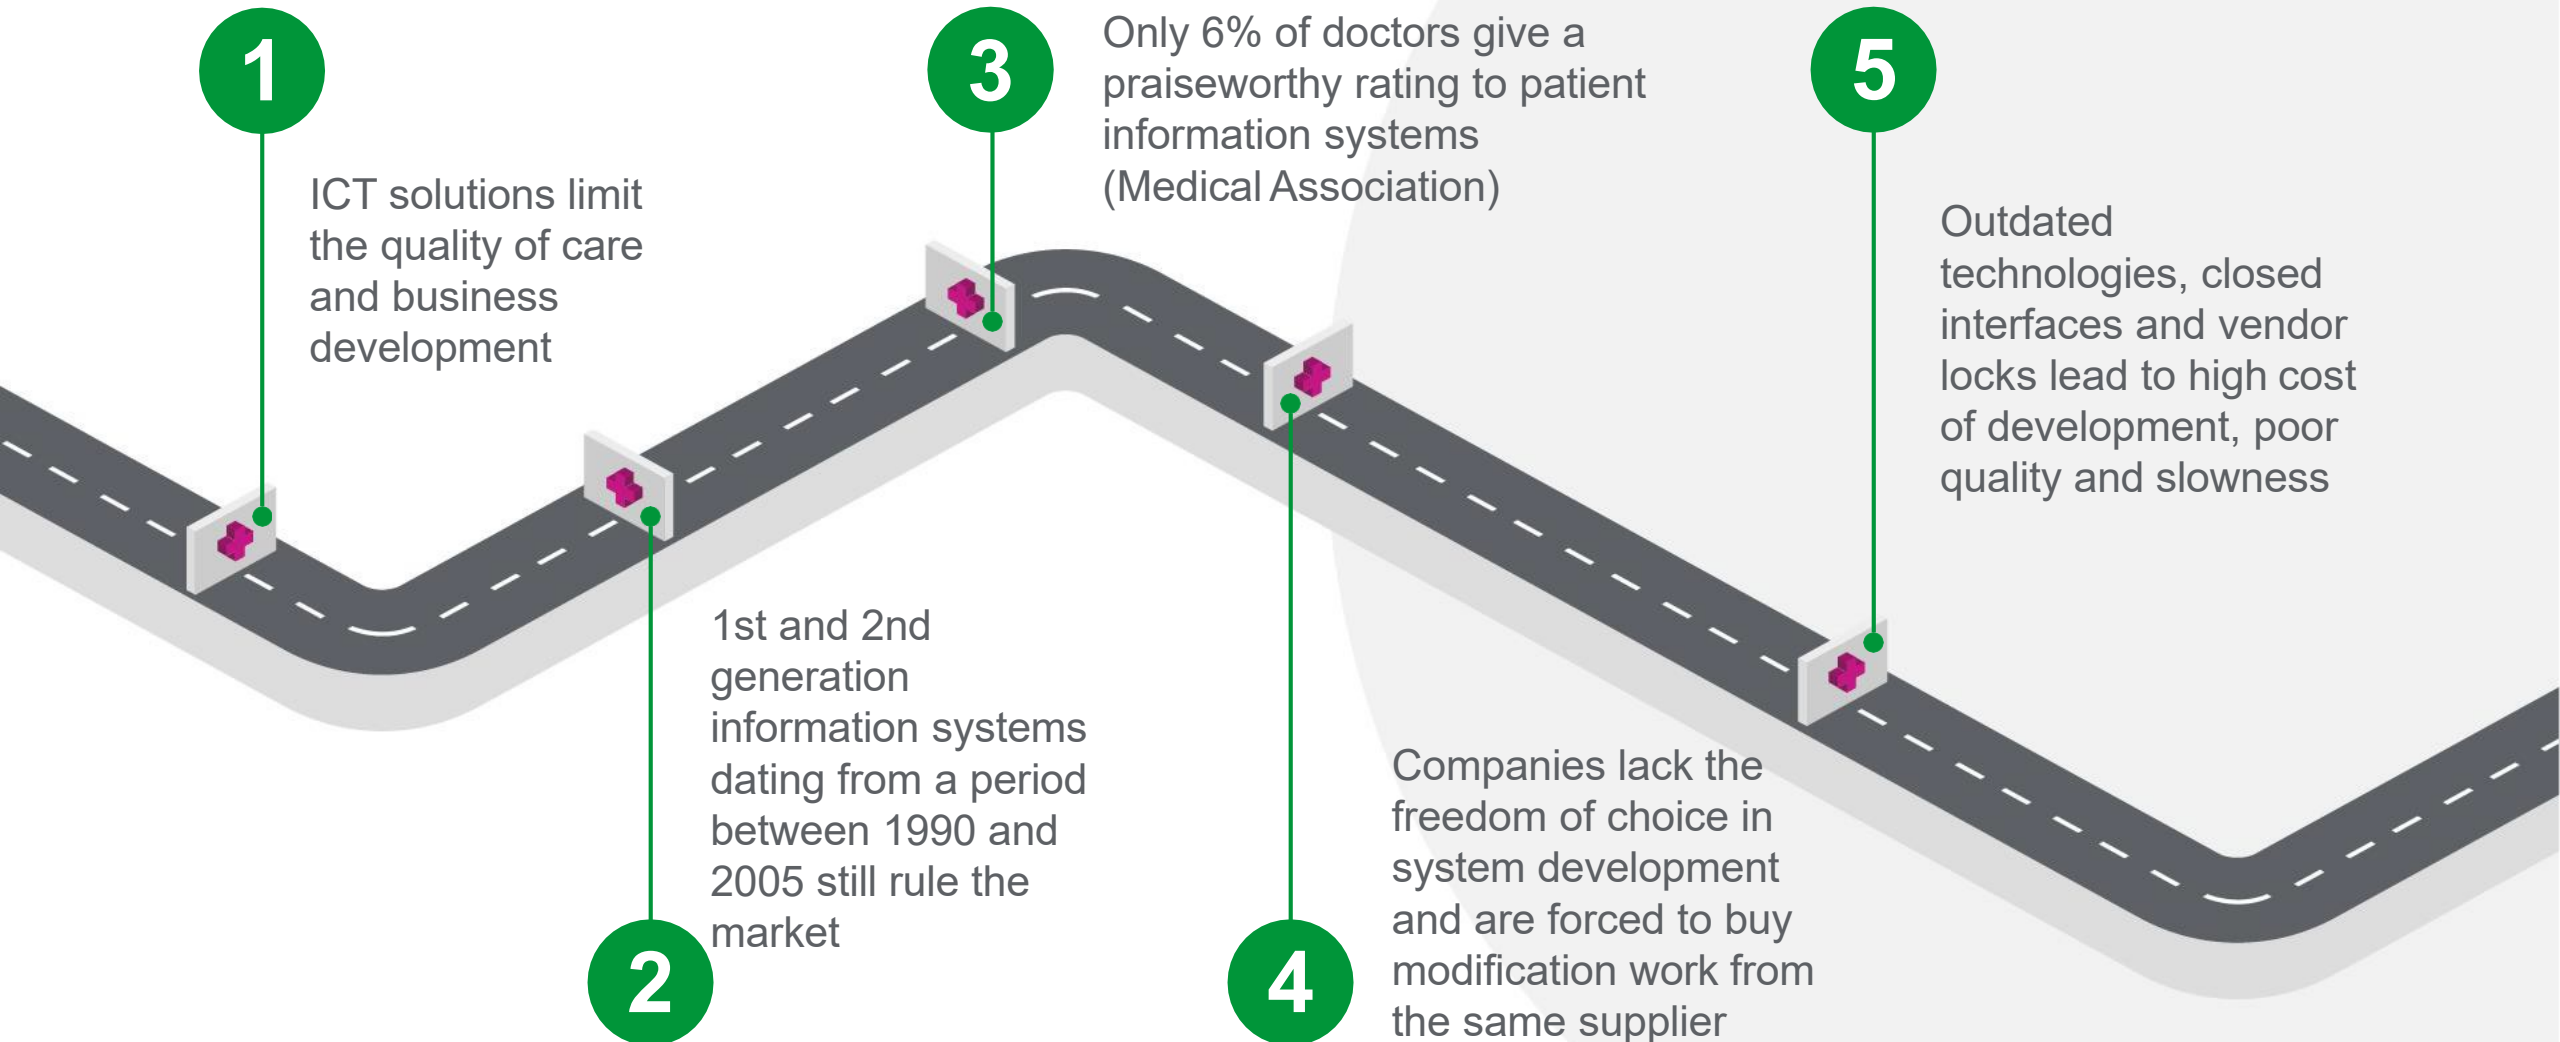 1
ICT solutions limit
the quality of care
and business
development
2
1st and 2nd
generation
information systems
dating from a period
between 1990 and
2005 still rule the
market
3
Only 6% of doctors give a
praiseworthy rating to patient
information systems
(Medical Association)
4
Companies lack the
freedom of choice in
system development
and are forced to buy
modification work from
the same supplier
5
Outdated
technologies, closed
interfaces and vendor
locks lead to high cost
of development, poor
quality and slowness